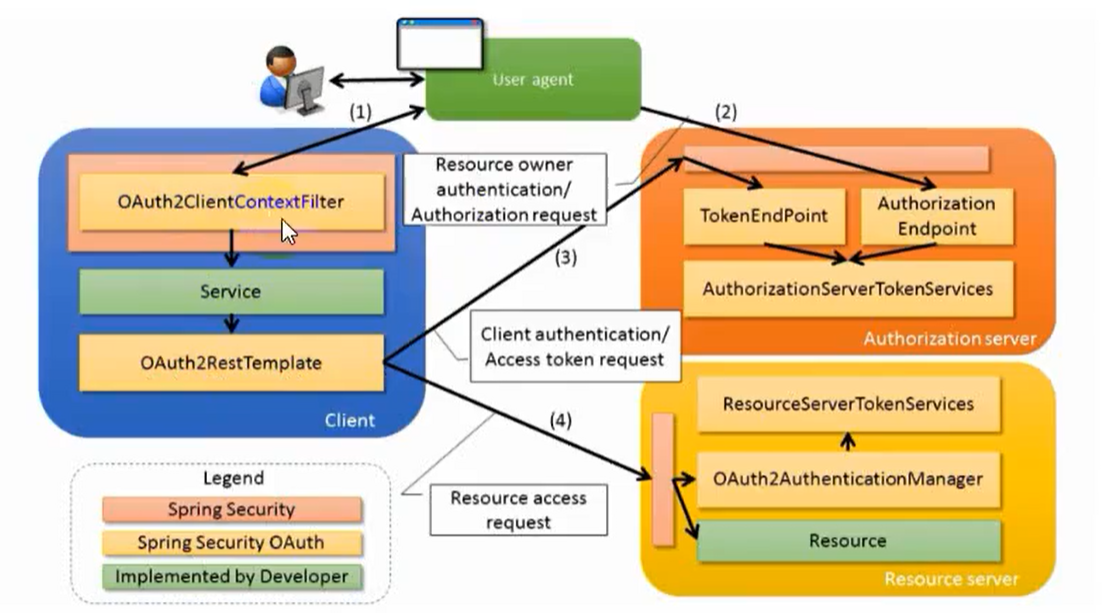 User agent
(1)
(2)
OAuth2ClientContextFilter
Service
OAuth2RestTemplate
Client
Resource owner
authentication/
Authorization request
(3)
Client authentication/
Access token request
(4)
Resource access
request
TokenEndPoint
Authorization
Endpoint
AuthorizationServerTokenServices
Authorization server
ResourceServerTokenServices
OAuth2AuthenticationManager
Resource
Resource server
Legend
Spring Security
Spring Security OAuth
Implemented by Developer